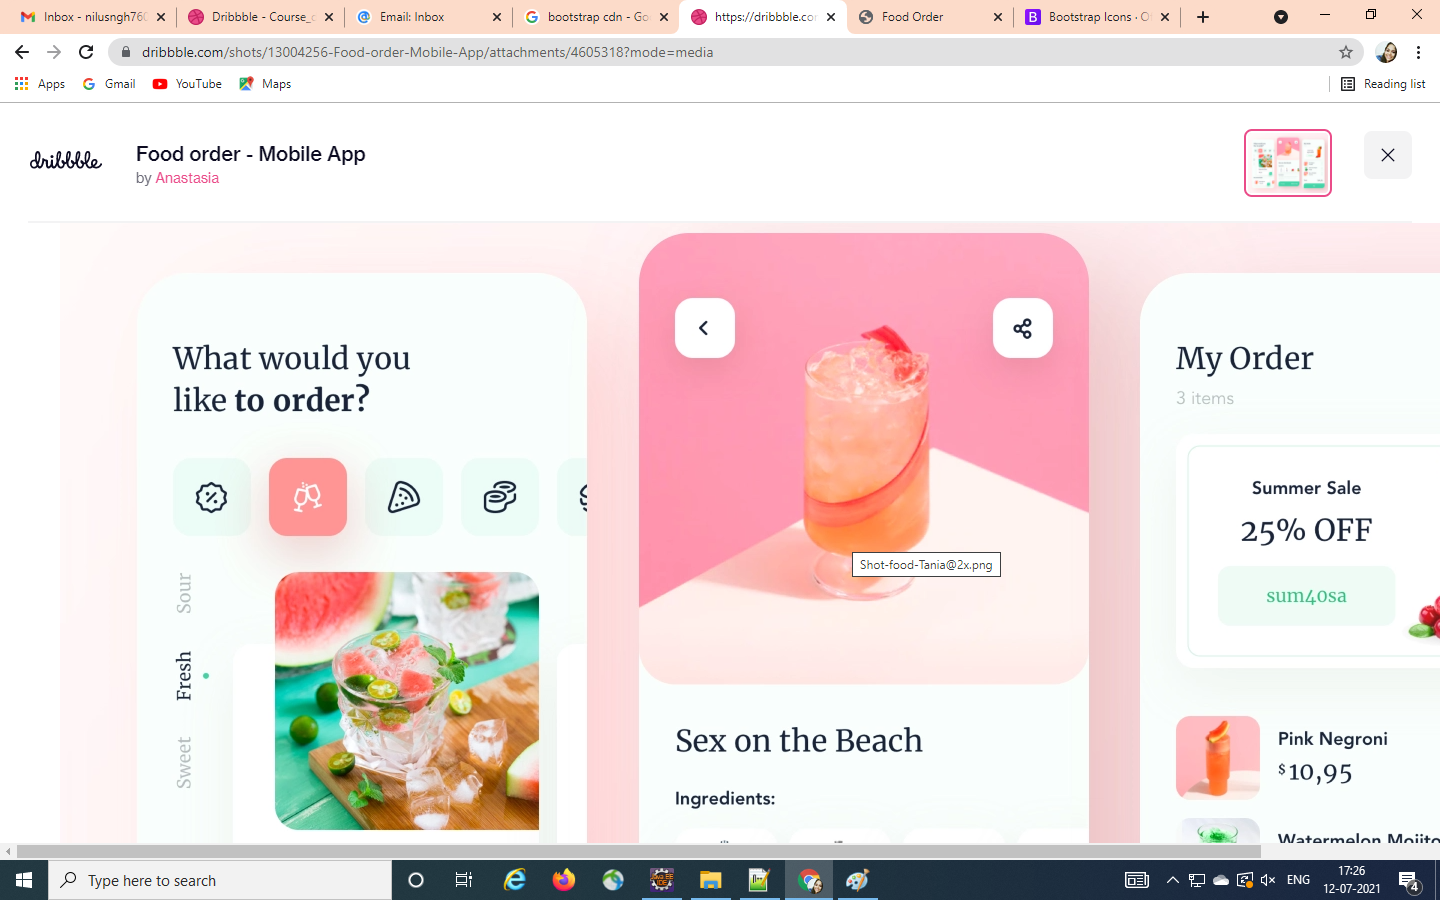 Inbox - nilusngh760
Dribbble - Course_
Email: Inbox
bootstrap cdn - Go
https://dribbble.co
Food Order
Bootstrap Icons · O
dribbble.com/shots/13004256-Food-order-Mobile-App/attachments/4605318?mode=media
Apps
Gmail
YouTube
Maps
Reading list
dribbble
Food order - Mobile App
by Anastasia
What would you
like to order?
Sour
Fresh
Sweet
Shot-food-Tania@2x.png
Sex on the Beach
Ingredients:
My Order
3 items
Summer Sale
25% OFF
sum40sa
Pink Negroni
$10,95
Watermelon Mojito
Type here to search
ENG
17:26
12-07-2021
4